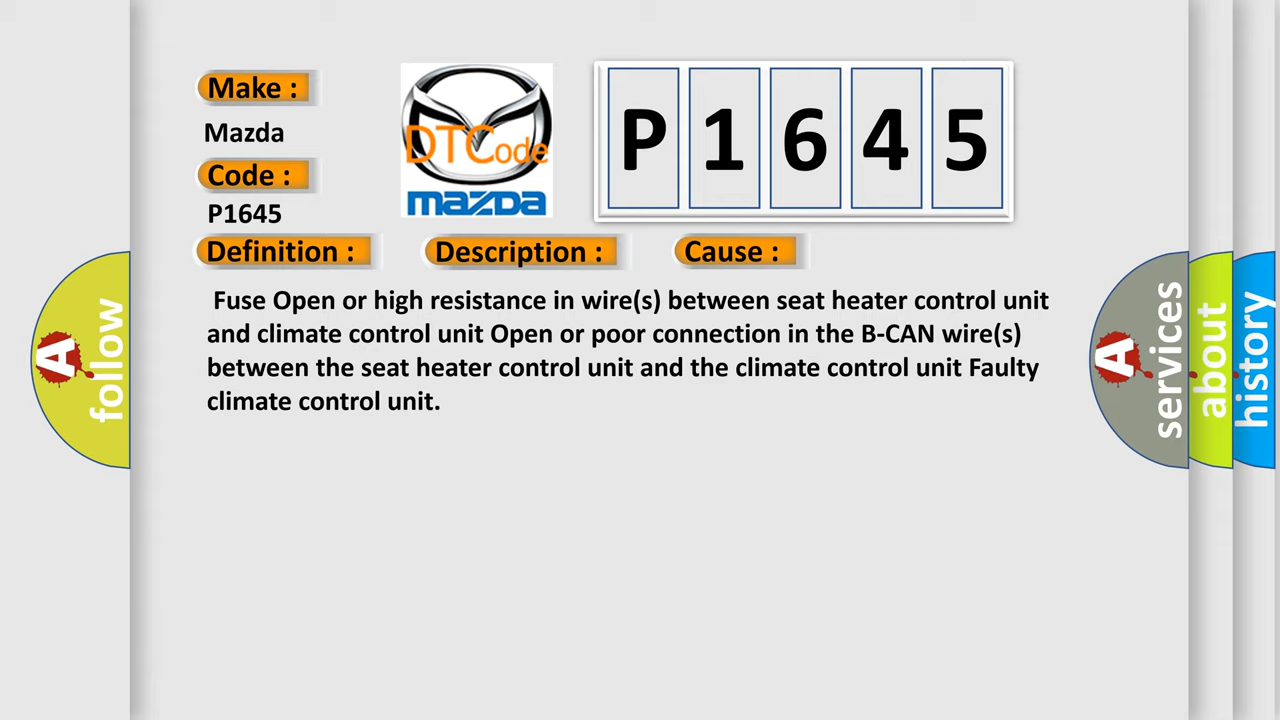 Make :
Mazda
Code :
P1645
DTCode
mazda
P 1 6 4 5
Definition : Description : Cause :
Fuse Open or high resistance in wire(s) between seat heater control unit
and climate control unit Open or poor connection in the B-CAN wire(s)
between the seat heater control unit and the climate control unit Faulty
climate control unit.
A follow
A services
about
history